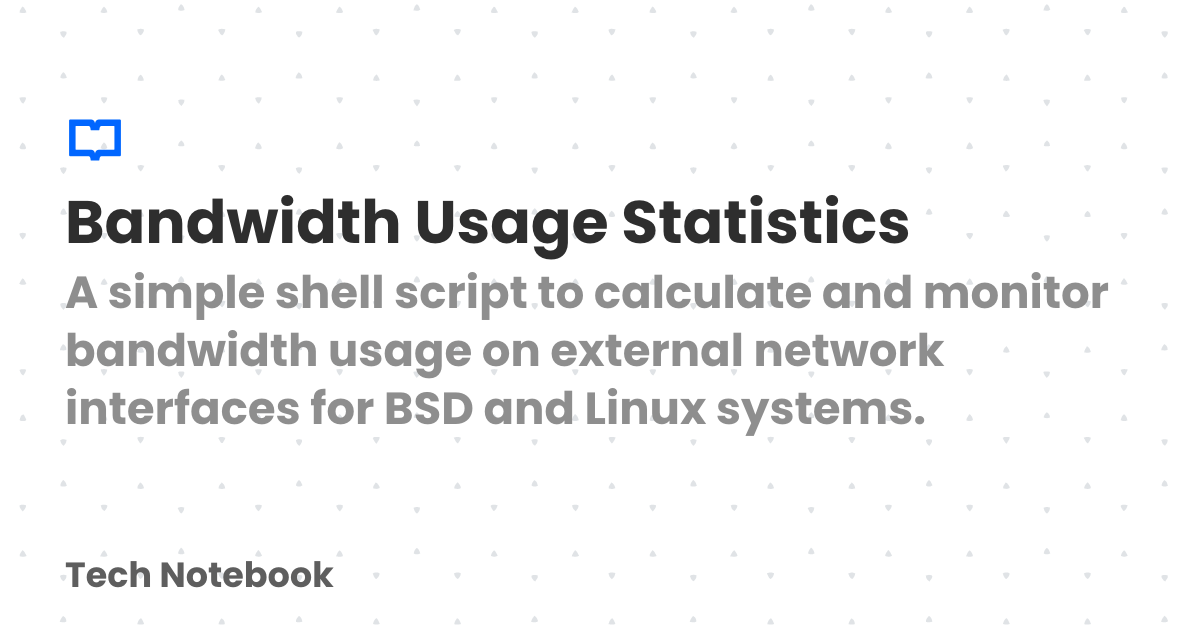 Bandwidth Usage Statistics
A simple shell script to calculate and monitor
bandwidth usage on external network
interfaces for BSD and Linux systems.
Tech Notebook